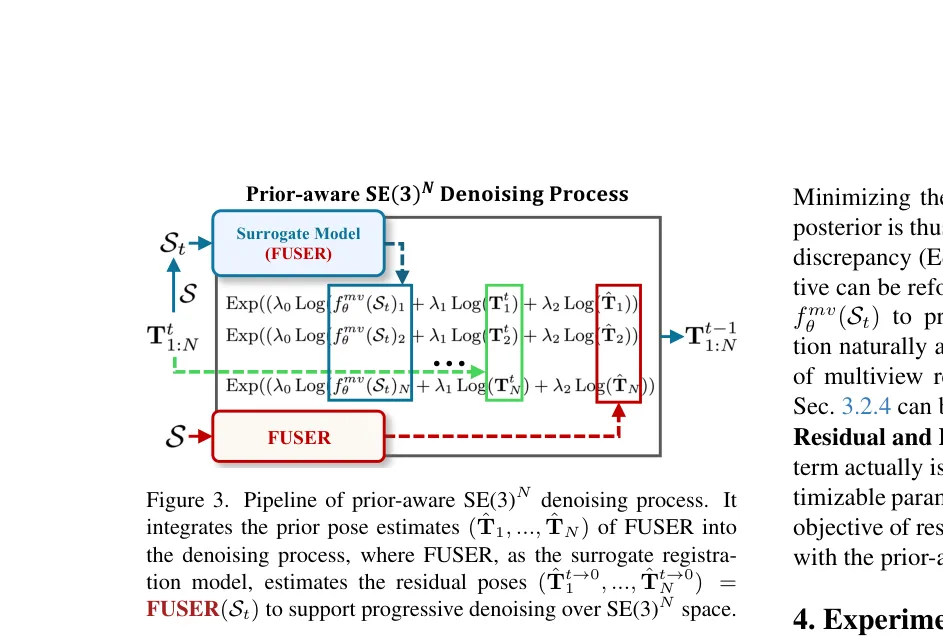 Prior-aware SE(3)^N Denoising Process
Surrogate Model
(FUSER)
𝒮_t
𝒮
T^t_{1:N}
Exp((λ_0 Log(f_θ^{mv}(𝒮_t)_1 + λ_1 Log(T_1^t) + λ_2 Log(T̂_1))
Exp((λ_0 Log(f_θ^{mv}(𝒮_t)_2 + λ_1 Log(T_2^t) + λ_2 Log(T̂_2))
...
Exp((λ_0 Log(f_θ^{mv}(𝒮_t)_N + λ_1 Log(T_N^t) + λ_2 Log(T̂_N))
T^{t-1}_{1:N}
𝒮
FUSER
Figure 3. Pipeline of prior-aware SE(3)^N denoising process. It
integrates the prior pose estimates (T̂_1, ..., T̂_N) of FUSER into
the denoising process, where FUSER, as the surrogate registra-
tion model, estimates the residual poses (T̂_1^{t→0}, ..., T̂_N^{t→0}) =
FUSER(𝒮_t) to support progressive denoising over SE(3)^N space.
Minimizing the
posterior is thus
discrepancy (E
tive can be refo
f_θ^{mv}(𝒮_t) to pr
tion naturally a
of multiview re
Sec. 3.2.4 can b
Residual and
term actually is
timizable param
objective of res
with the prior-a
4. Experime